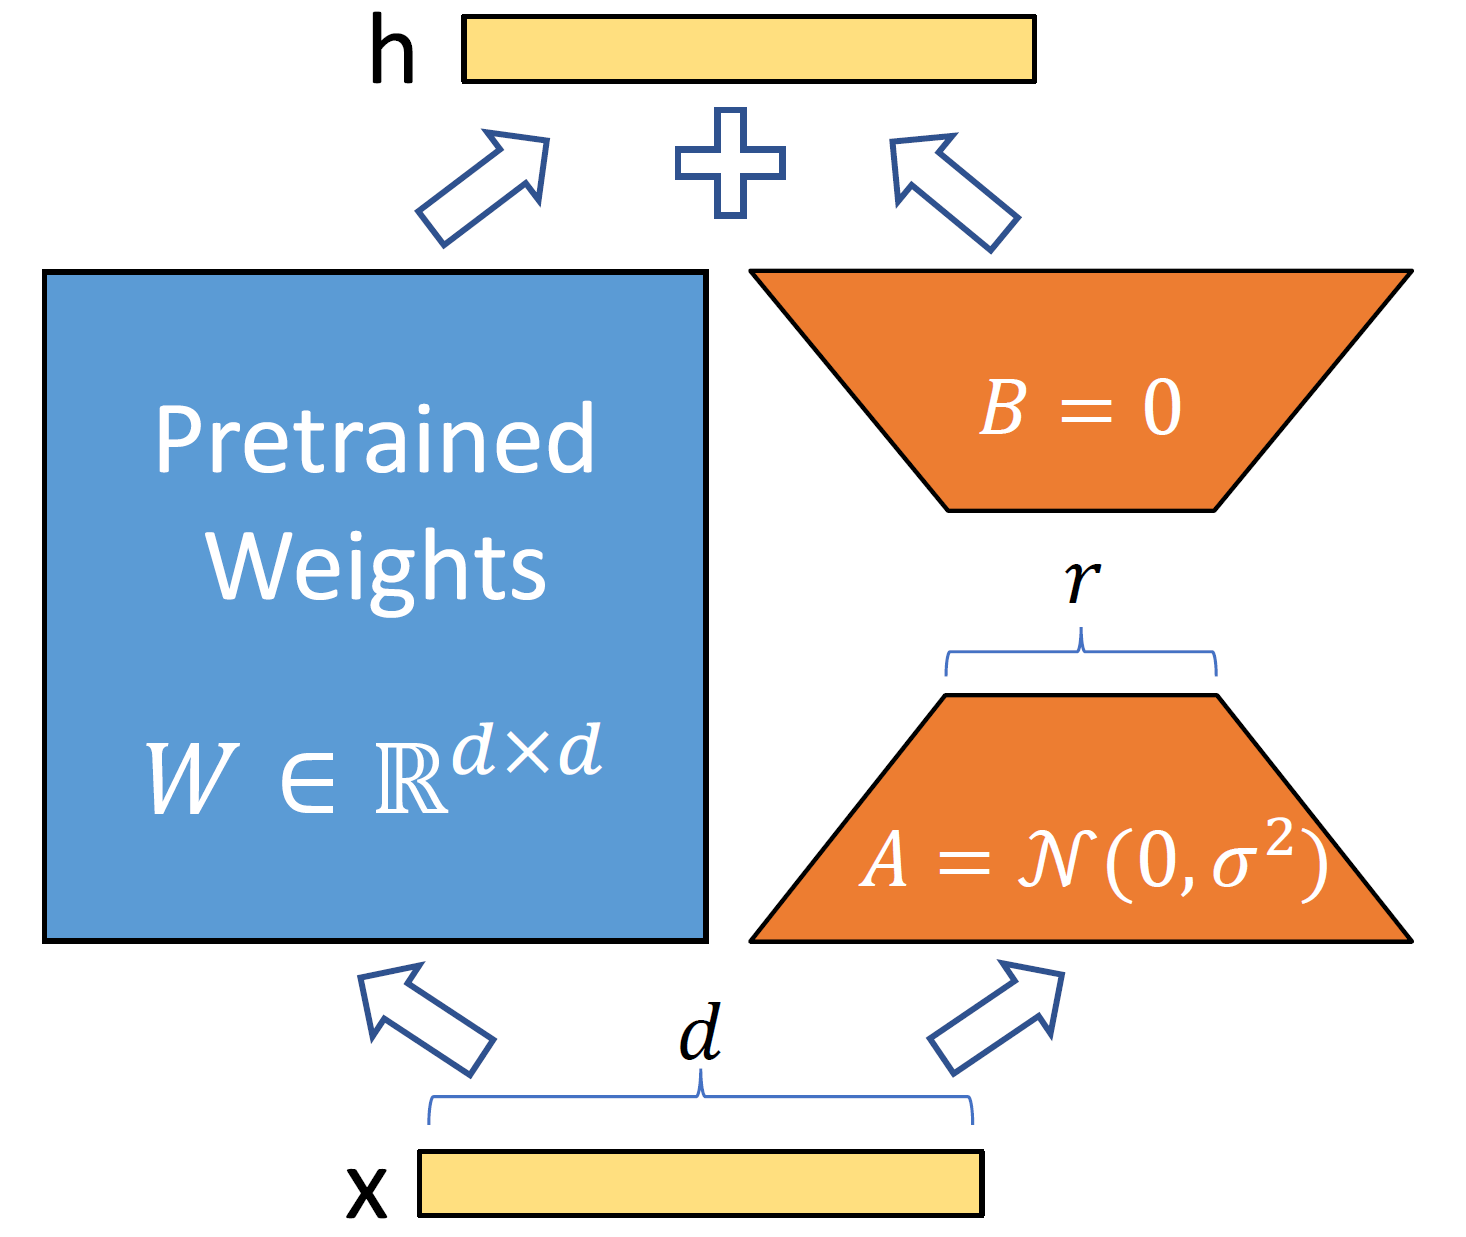 h
Pretrained
Weights
W ∈ ℝ^{d×d}
B = 0
r
A = 𝒩(0, σ²)
d
x